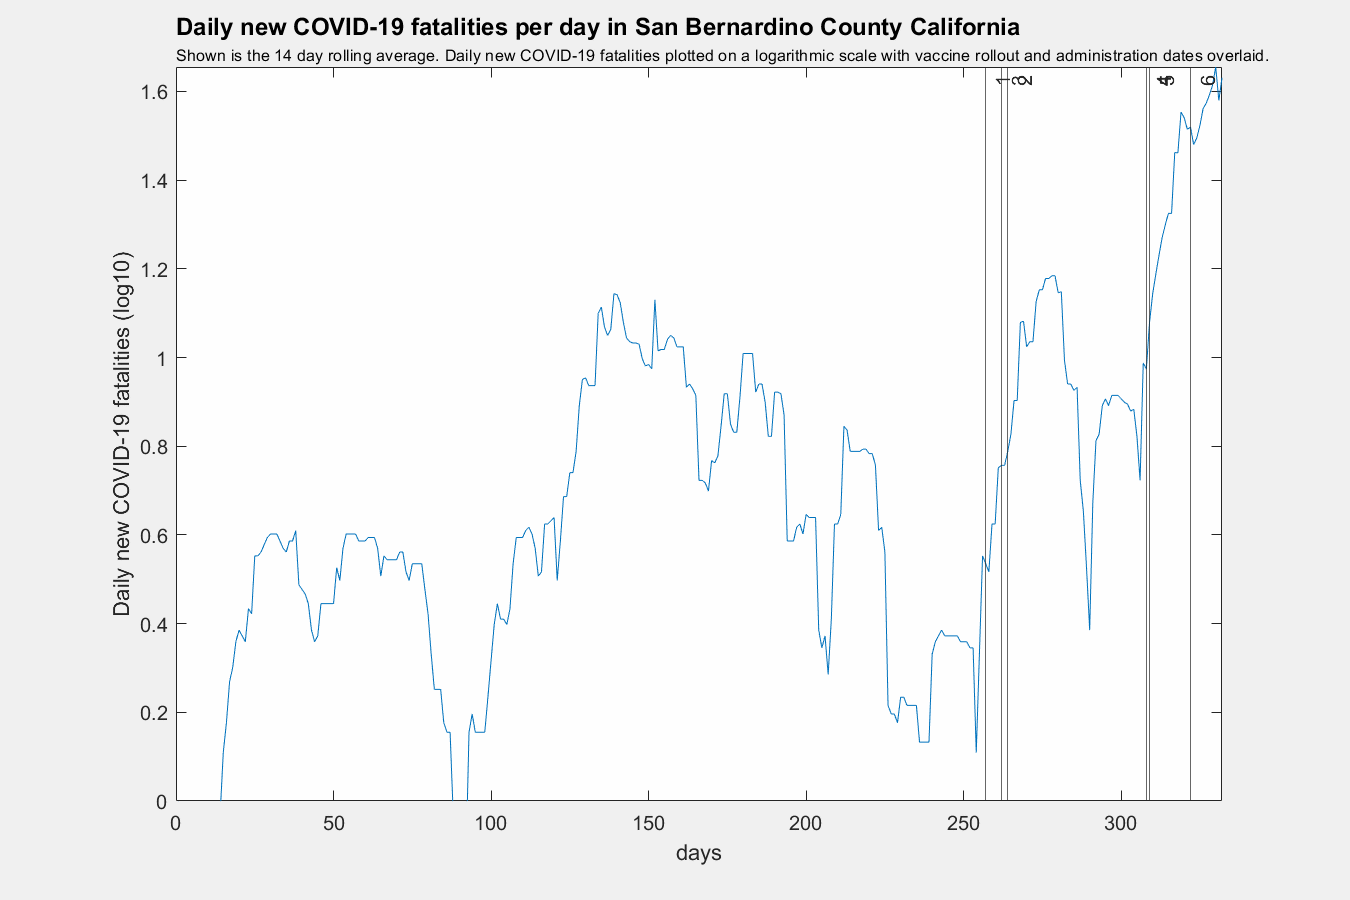 Daily new COVID-19 fatalities per day in San Bernardino County California
Shown is the 14 day rolling average. Daily new COVID-19 fatalities plotted on a logarithmic scale with vaccine rollout and administration dates overlaid.
1 3 2 4 5 6
1.6
1.4
1.2
1
0.8
0.6
0.4
0.2
0
Daily new COVID-19 fatalities (log10)
0 50 100 150 200 250 300
days